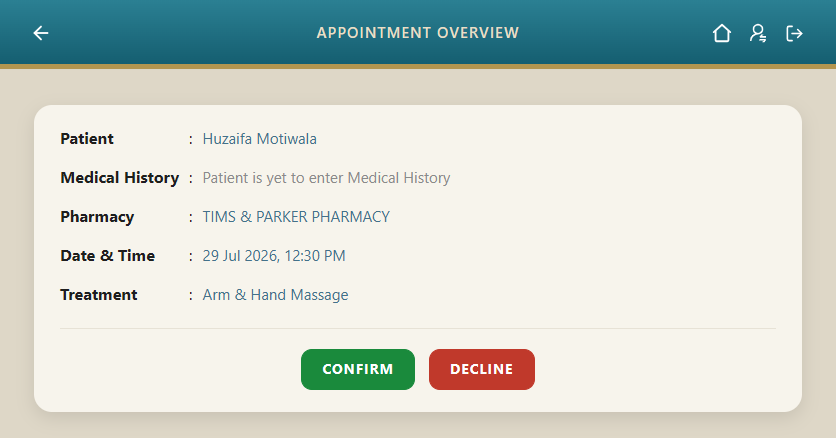 APPOINTMENT OVERVIEW
Patient : Huzaifa Motiwala
Medical History : Patient is yet to enter Medical History
Pharmacy : TIMS & PARKER PHARMACY
Date & Time : 29 Jul 2026, 12:30 PM
Treatment : Arm & Hand Massage
CONFIRM DECLINE